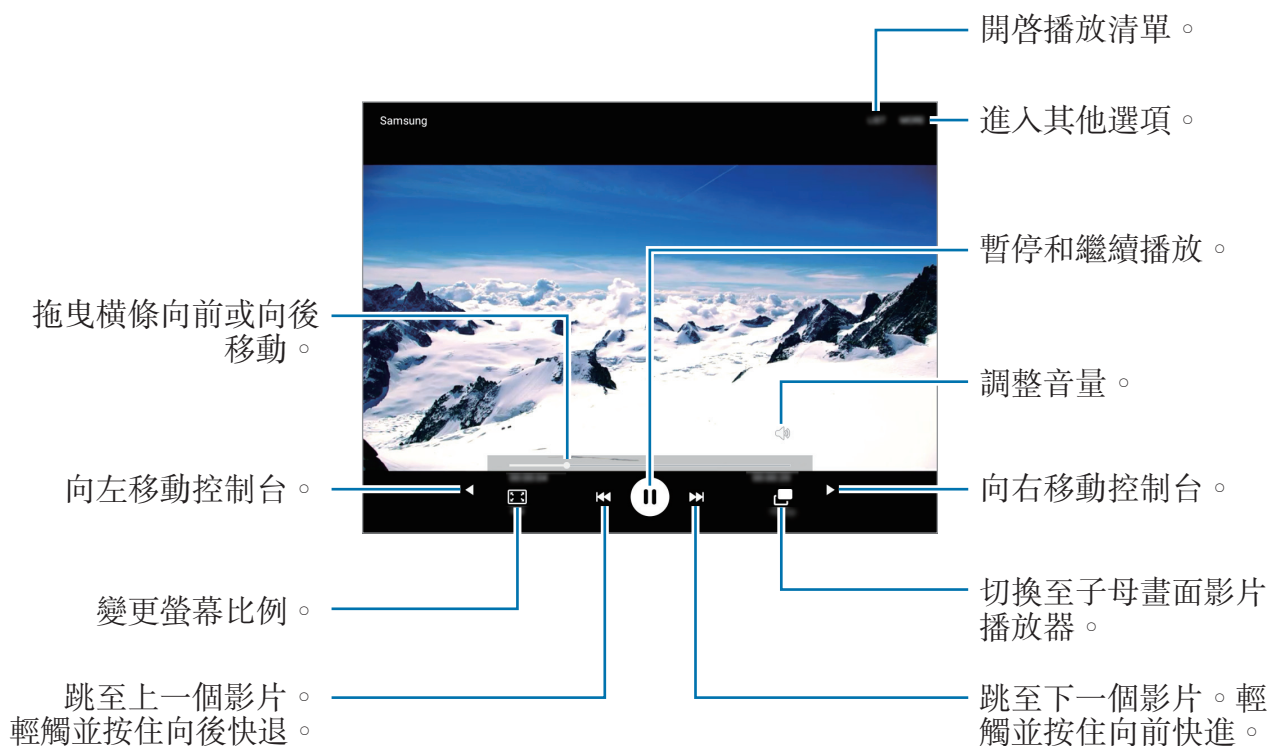 開啓播放清單。
Samsung
進入其他選項。
暫停和繼續播放。
拖曳橫條向前或向後
移動。
調整音量。
向左移動控制台。
向右移動控制台。
變更螢幕比例。
切換至子母畫面影片
播放器。
跳至上一個影片。
輕觸並按住向後快退。
跳至下一個影片。輕
觸並按住向前快進。